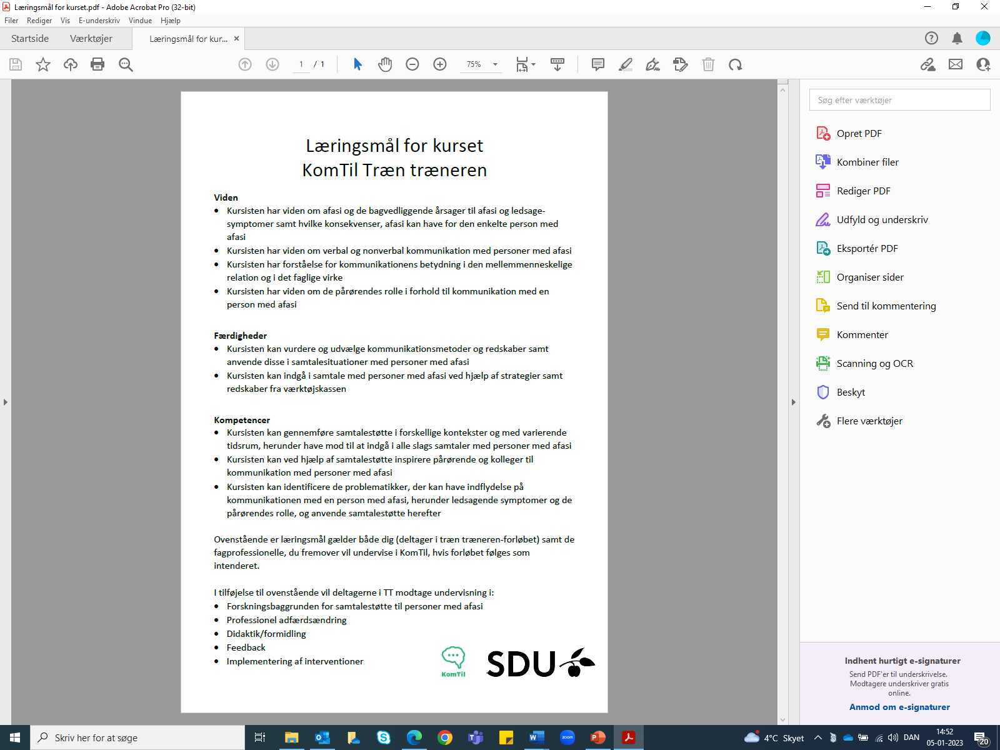 Læringsmål for kurset.pdf - Adobe Acrobat Pro (32-bit)
Filer Rediger Vis E-underskriv Vindue Hjælp
Startside Værktøjer Læringsmål for kur... ×
1 / 1 75%
Læringsmål for kurset
KomTil Træn træneren
Viden
• Kursisten har viden om afasi og de bagvedliggende årsager til afasi og ledsage-
symptomer samt hvilke konsekvenser, afasi kan have for den enkelte person med
afasi
• Kursisten har viden om verbal og nonverbal kommunikation med personer med afasi
• Kursisten har forståelse for kommunikationens betydning i den mellemmenneskelige
relation og i det faglige virke
• Kursisten har viden om de pårørendes rolle i forhold til kommunikation med en
person med afasi
Færdigheder
• Kursisten kan vurdere og udvælge kommunikationsmetoder og redskaber samt
anvende disse i samtalesituationer med personer med afasi
• Kursisten kan indgå i samtale med personer med afasi ved hjælp af strategier samt
redskaber fra værktøjskassen
Kompetencer
• Kursisten kan gennemføre samtalestøtte i forskellige kontekster og med varierende
tidsrum, herunder have mod til at indgå i alle slags samtaler med personer med afasi
• Kursisten kan ved hjælp af samtalestøtte inspirere pårørende og kolleger til
kommunikation med personer med afasi
• Kursisten kan identificere de problematikker, der kan have indflydelse på
kommunikationen med en person med afasi, herunder ledsagende symptomer og de
pårørendes rolle, og anvende samtalestøtte herefter
Ovenstående er læringsmål gælder både dig (deltager i træn træneren-forløbet) samt de
fagprofessionelle, du fremover vil undervise i KomTil, hvis forløbet følges som
intenderet.
I tilføjelse til ovenstående vil deltagerne i TT modtage undervisning i:
• Forskningsbaggrunden for samtalestøtte til personer med afasi
• Professionel adfærdsændring
• Didaktik/formidling
• Feedback
• Implementering af interventioner
KomTil
SDU
Søg efter værktøjer
Opret PDF
Kombiner filer
Rediger PDF
Udfyld og underskriv
Eksportér PDF
Organiser sider
Send til kommentering
Kommenter
Scanning og OCR
Beskyt
Flere værktøjer
Indhent hurtigt e-signaturer
Send PDF'er til underskrivelse.
Modtagere underskriver gratis
online.
Anmod om e-signaturer
Skriv her for at søge
zoom
4°C Skyet
DAN
14:52
05-01-2023
20